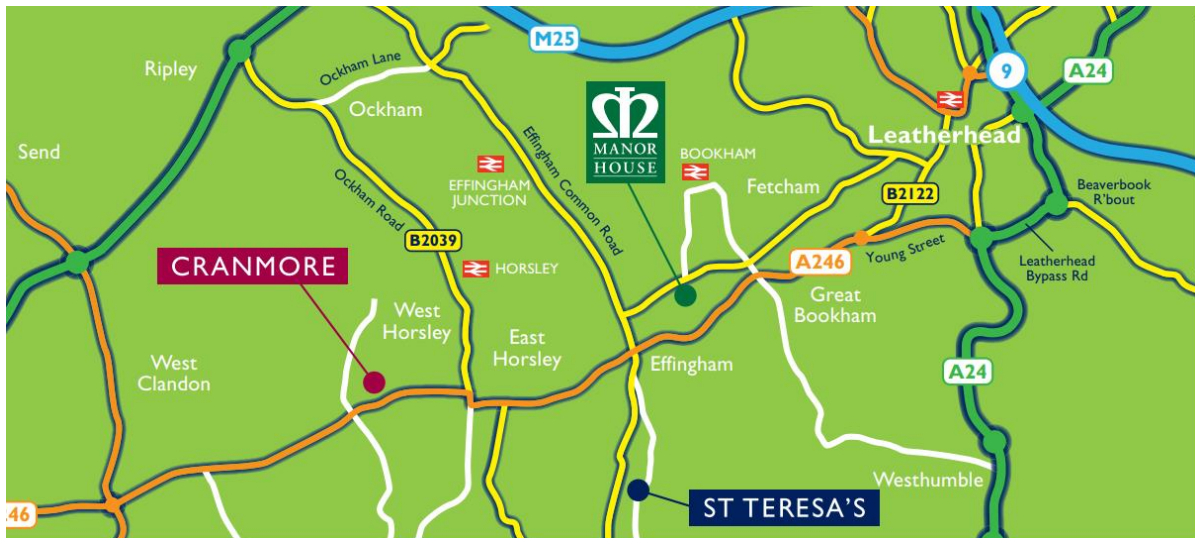 M25
Ockham Lane
Ripley
9
A24
Ockham
MANOR
HOUSE
Leatherhead
Send
BOOKHAM
Effingham Common Road
EFFINGHAM
JUNCTION
Fetcham
B2122
Beaverbook
R'bout
Ockham Road
B2039
CRANMORE
HORSLEY
A246
Young Street
Leatherhead
Bypass Rd
West
Horsley
East
Horsley
Great
Bookham
West
Clandon
Effingham
A24
Westhumble
ST TERESA'S
46